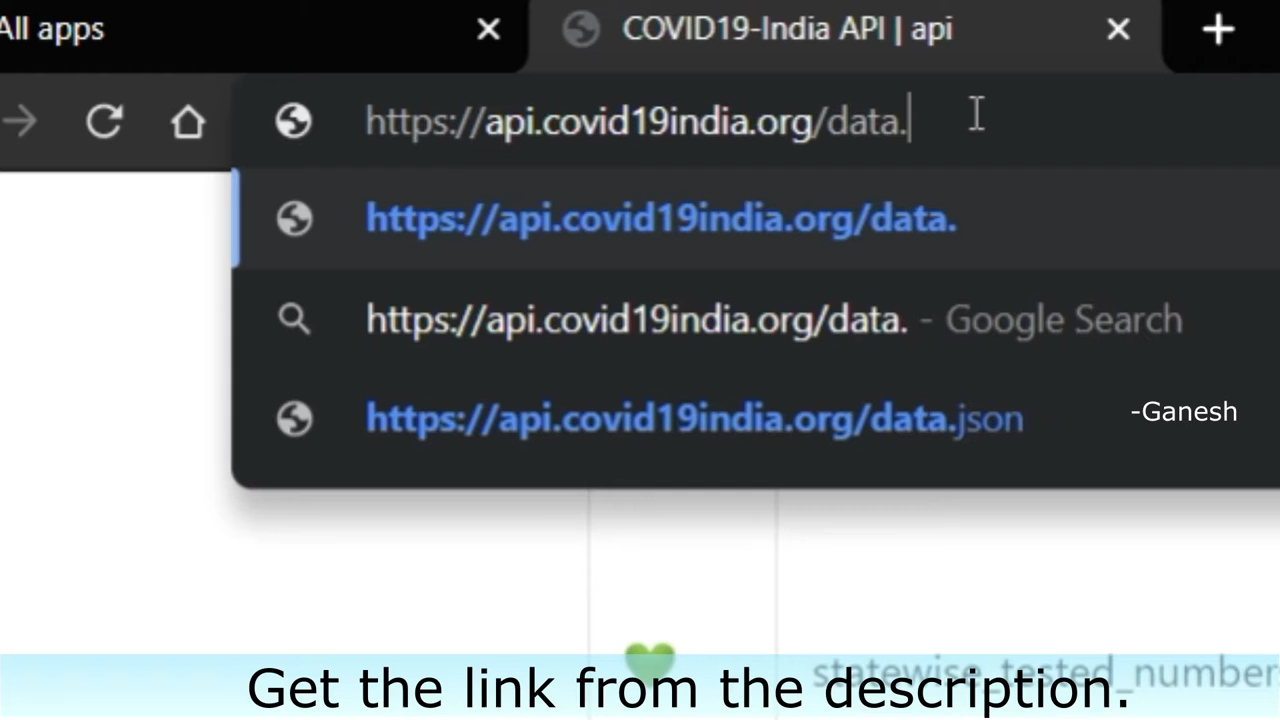 All apps
COVID19-India API | api
https://api.covid19india.org/data.
https://api.covid19india.org/data.
https://api.covid19india.org/data. - Google Search
https://api.covid19india.org/data.json
-Ganesh
statewise_tested_number
Get the link from the description.